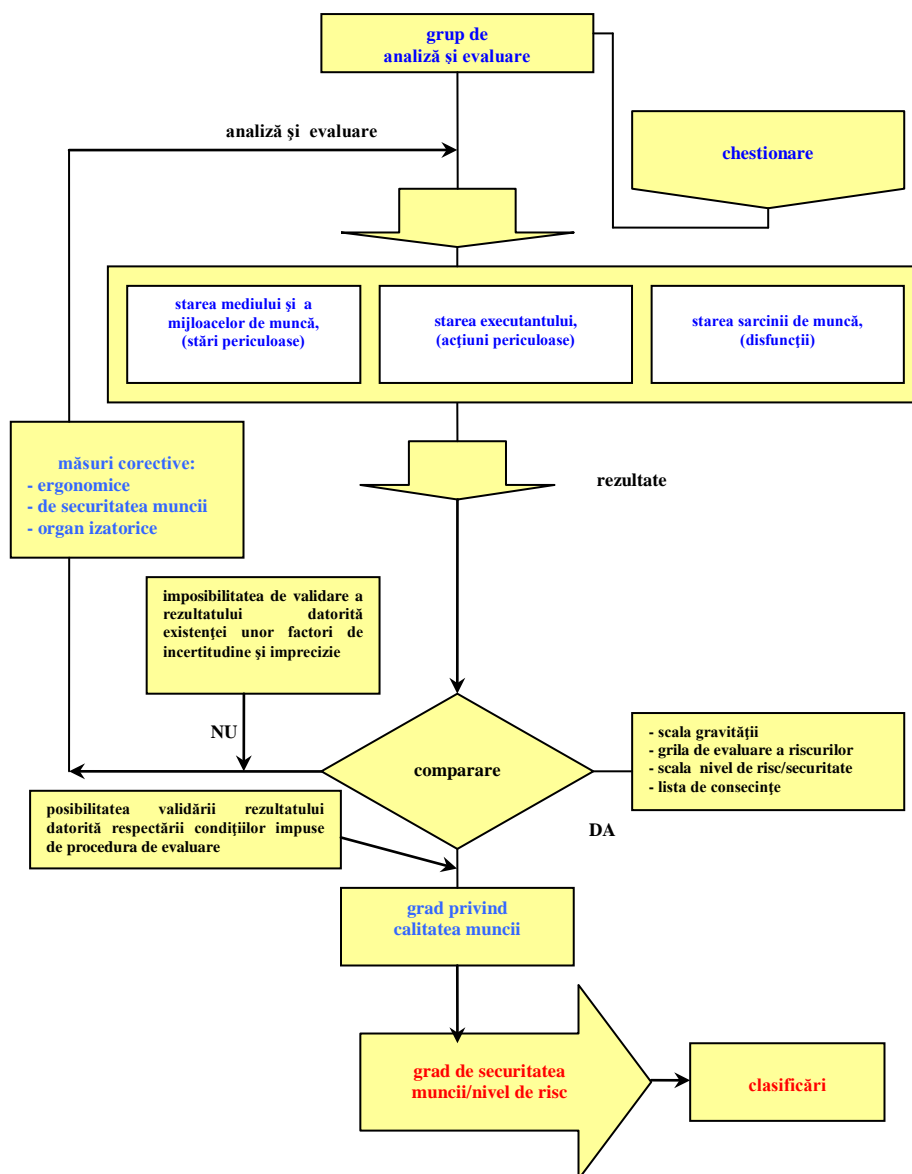 grup de
analiză şi evaluare
analiză şi evaluare
chestionare
starea mediului şi a
mijloacelor de muncă,
(stări periculoase)
starea executantului,
(acţiuni periculoase)
starea sarcinii de muncă,
(disfuncţii)
măsuri corective:
- ergonomice
- de securitatea muncii
- organ izatorice
rezultate
imposibilitatea de validare a
rezultatului datorită
existenţei unor factori de
incertitudine şi imprecizie
NU
comparare
- scala gravităţii
- grila de evaluare a riscurilor
- scala nivel de risc/securitate
- lista de consecinţe
posibilitatea validării rezultatului
datorită respectării condiţiilor impuse
de procedura de evaluare
DA
grad privind
calitatea muncii
grad de securitatea
muncii/nivel de risc
clasificări